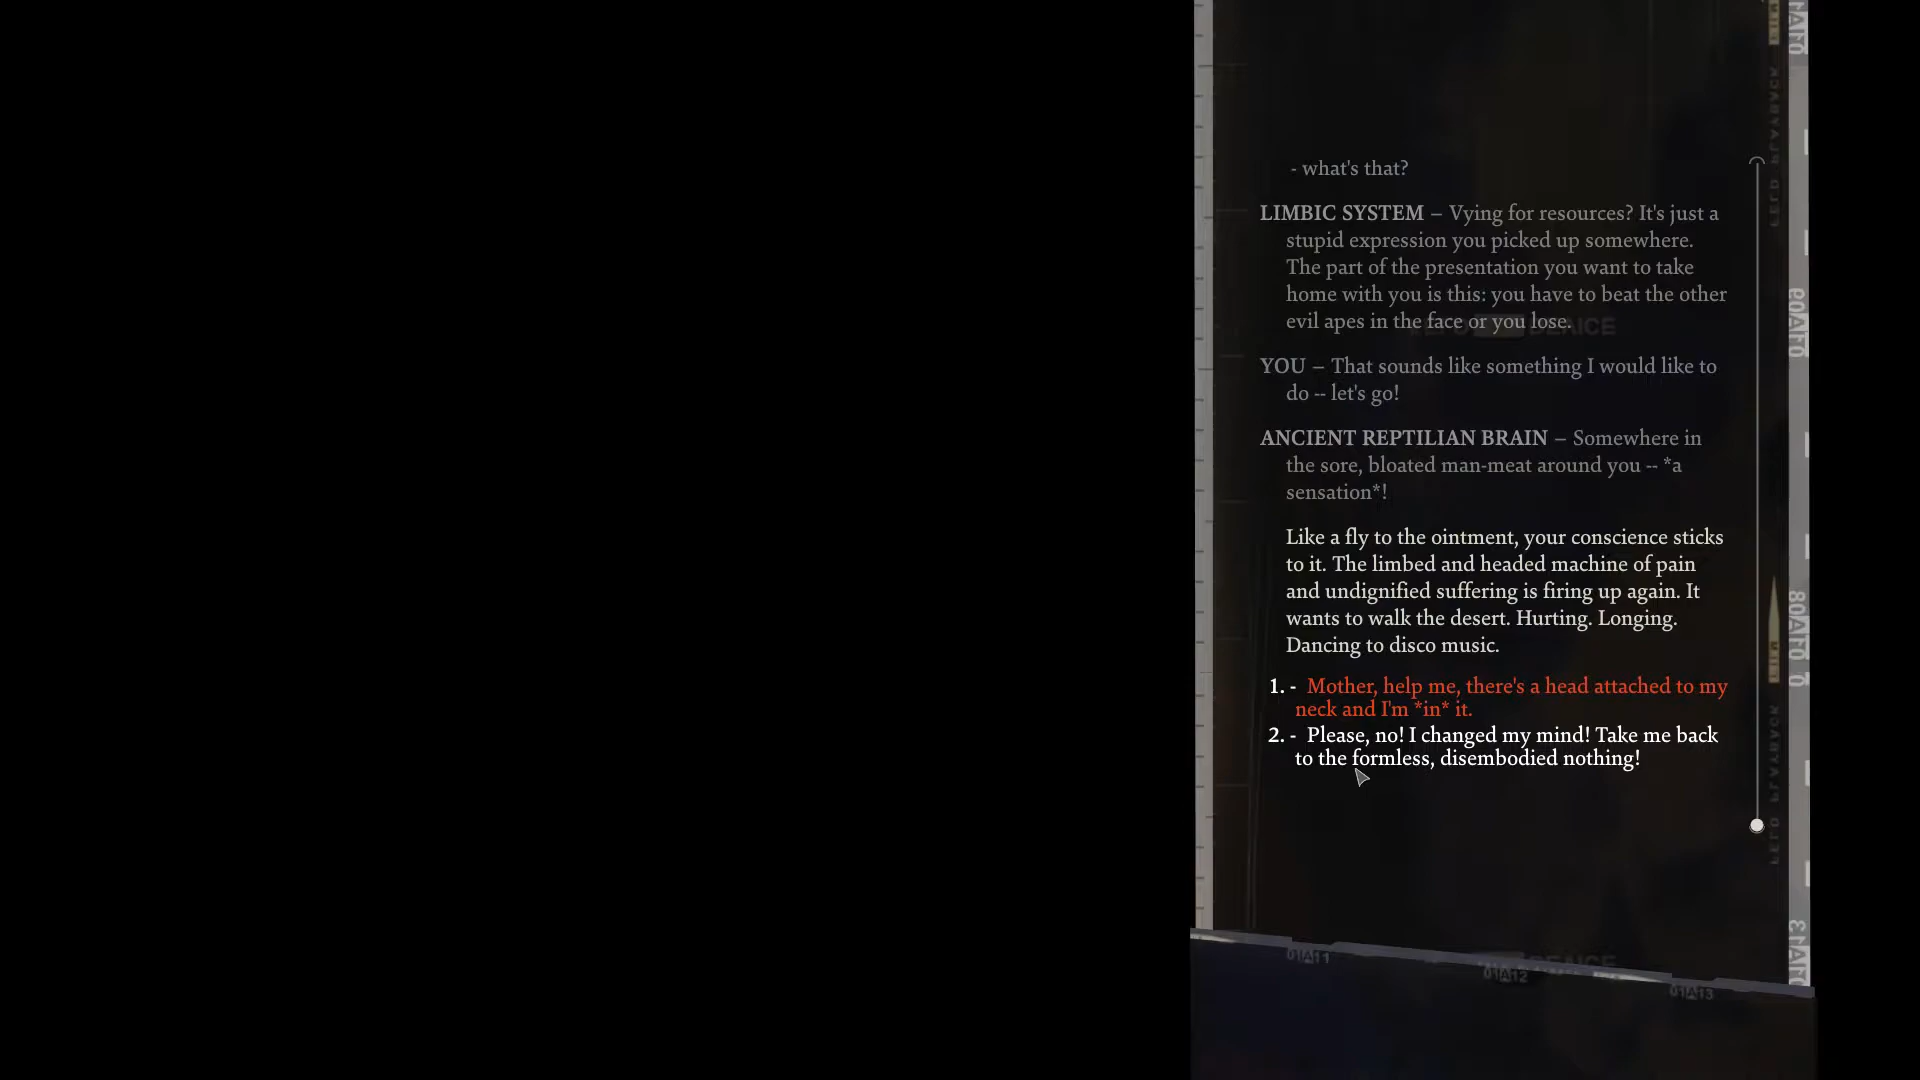 - what's that?
LIMBIC SYSTEM – Vying for resources? It's just a
stupid expression you picked up somewhere.
The part of the presentation you want to take
home with you is this: you have to beat the other
evil apes in the face or you lose.
YOU – That sounds like something I would like to
do -- let's go!
ANCIENT REPTILIAN BRAIN – Somewhere in
the sore, bloated man-meat around you -- *a
sensation*!
Like a fly to the ointment, your conscience sticks
to it. The limbed and headed machine of pain
and undignified suffering is firing up again. It
wants to walk the desert. Hurting. Longing.
Dancing to disco music.
1. - Mother, help me, there's a head attached to my
neck and I'm *in* it.
2. - Please, no! I changed my mind! Take me back
to the formless, disembodied nothing!
01A11
01A12
01A13